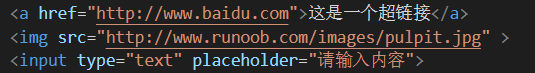 <a href="http://www.baidu.com">这是一个超链接</a>
<img src="http://www.runoob.com/images/pulpit.jpg" >
<input type="text" placeholder="请输入内容">